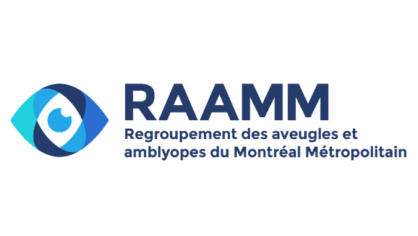 RAAMM
Regroupement des aveugles et
amblyopes du Montréal Métropolitain